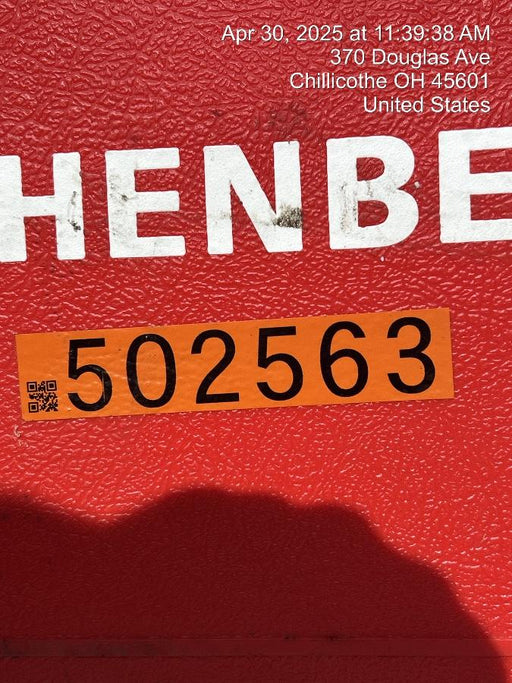 Apr 30, 2025 at 11:39:38 AM
370 Douglas Ave
Chillicothe OH 45601
United States
HENBE
502563